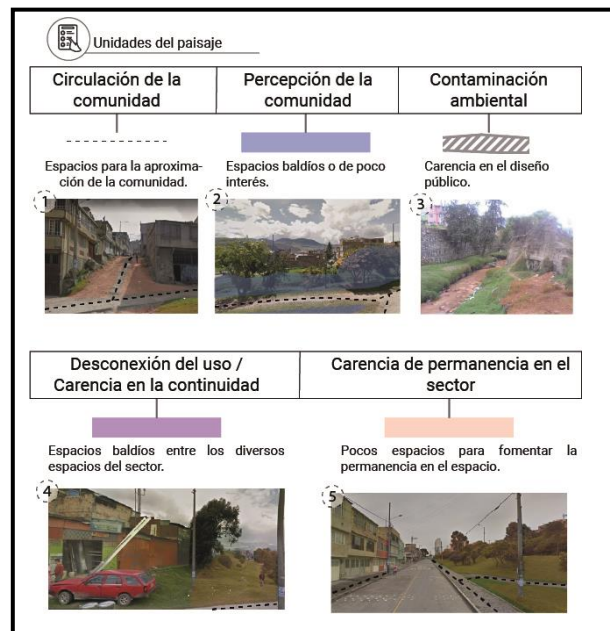 Unidades del paisaje
Circulación de la
comunidad
Percepción de la
comunidad
Contaminación
ambiental
Espacios para la aproxima-
ción de la comunidad.
Espacios baldíos o de poco
interés.
Carencia en el diseño
público.
1
2
3
Desconexión del uso /
Carencia en la continuidad
Carencia de permanencia en el
sector
Espacios baldíos entre los diversos
espacios del sector.
Pocos espacios para fomentar la
permanencia en el espacio.
4
5